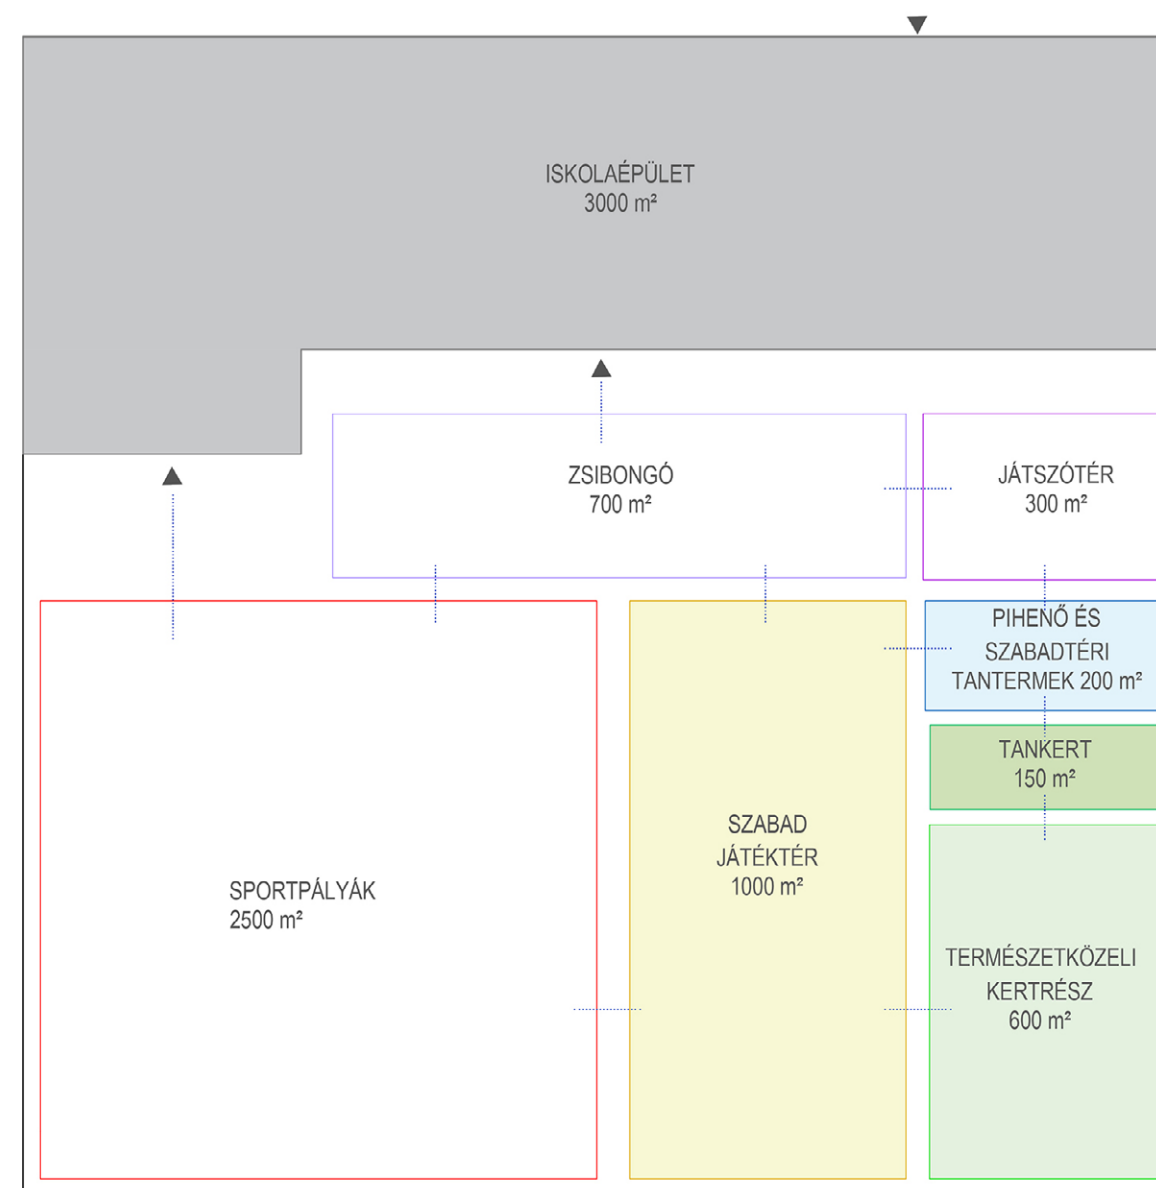 ISKOLAÉPÜLET
3000 m²
ZSIBONGÓ
700 m²
JÁTSZÓTÉR
300 m²
PIHENŐ ÉS
SZABADTÉRI
TANTERMEK 200 m²
TANKERT
150 m²
SZABAD
JÁTÉKTÉR
1000 m²
SPORTPÁLYÁK
2500 m²
TERMÉSZETKÖZELI
KERTRÉSZ
600 m²